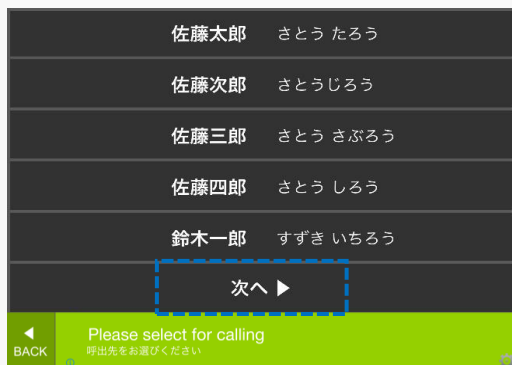 佐藤太郎 さとう たろう
佐藤次郎 さとうじろう
佐藤三郎 さとう さぶろう
佐藤四郎 さとう しろう
鈴木一郎 すずき いちろう
次へ ▶
◀
BACK
Please select for calling
呼出先をお選びください